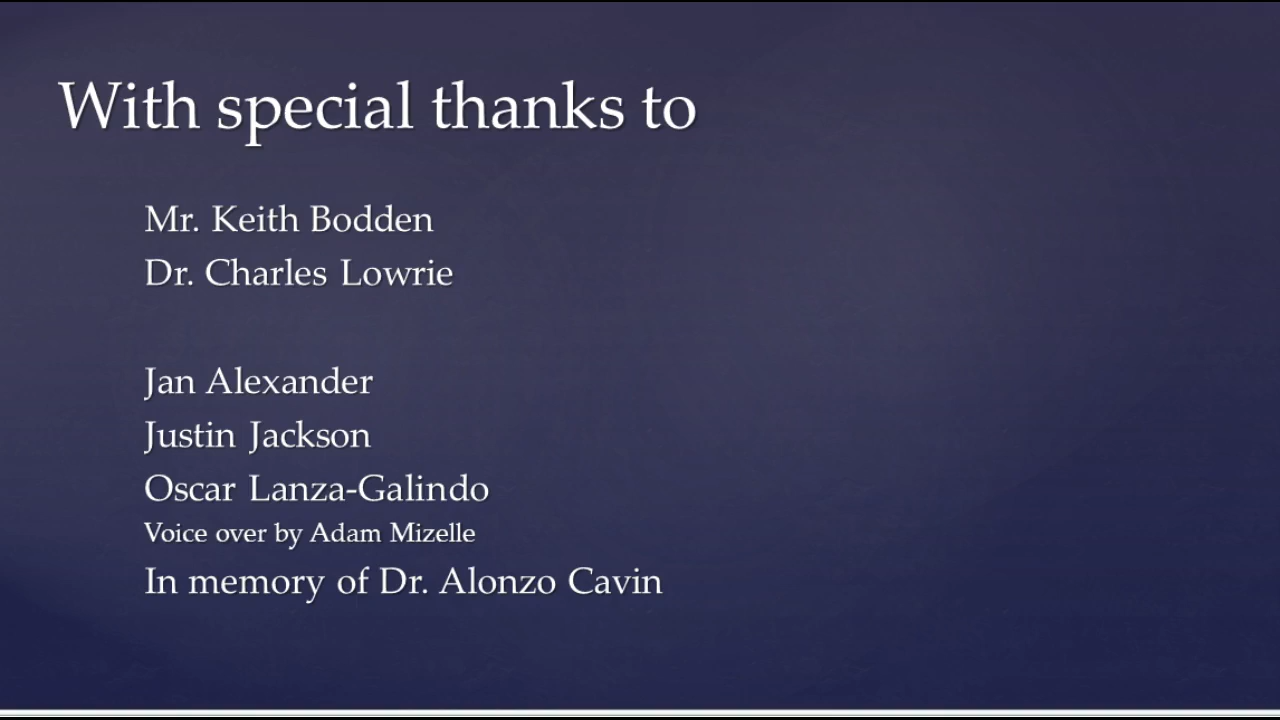 With special thanks to
Mr. Keith Bodden
Dr. Charles Lowrie
Jan Alexander
Justin Jackson
Oscar Lanza-Galindo
Voice over by Adam Mizelle
In memory of Dr. Alonzo Cavin